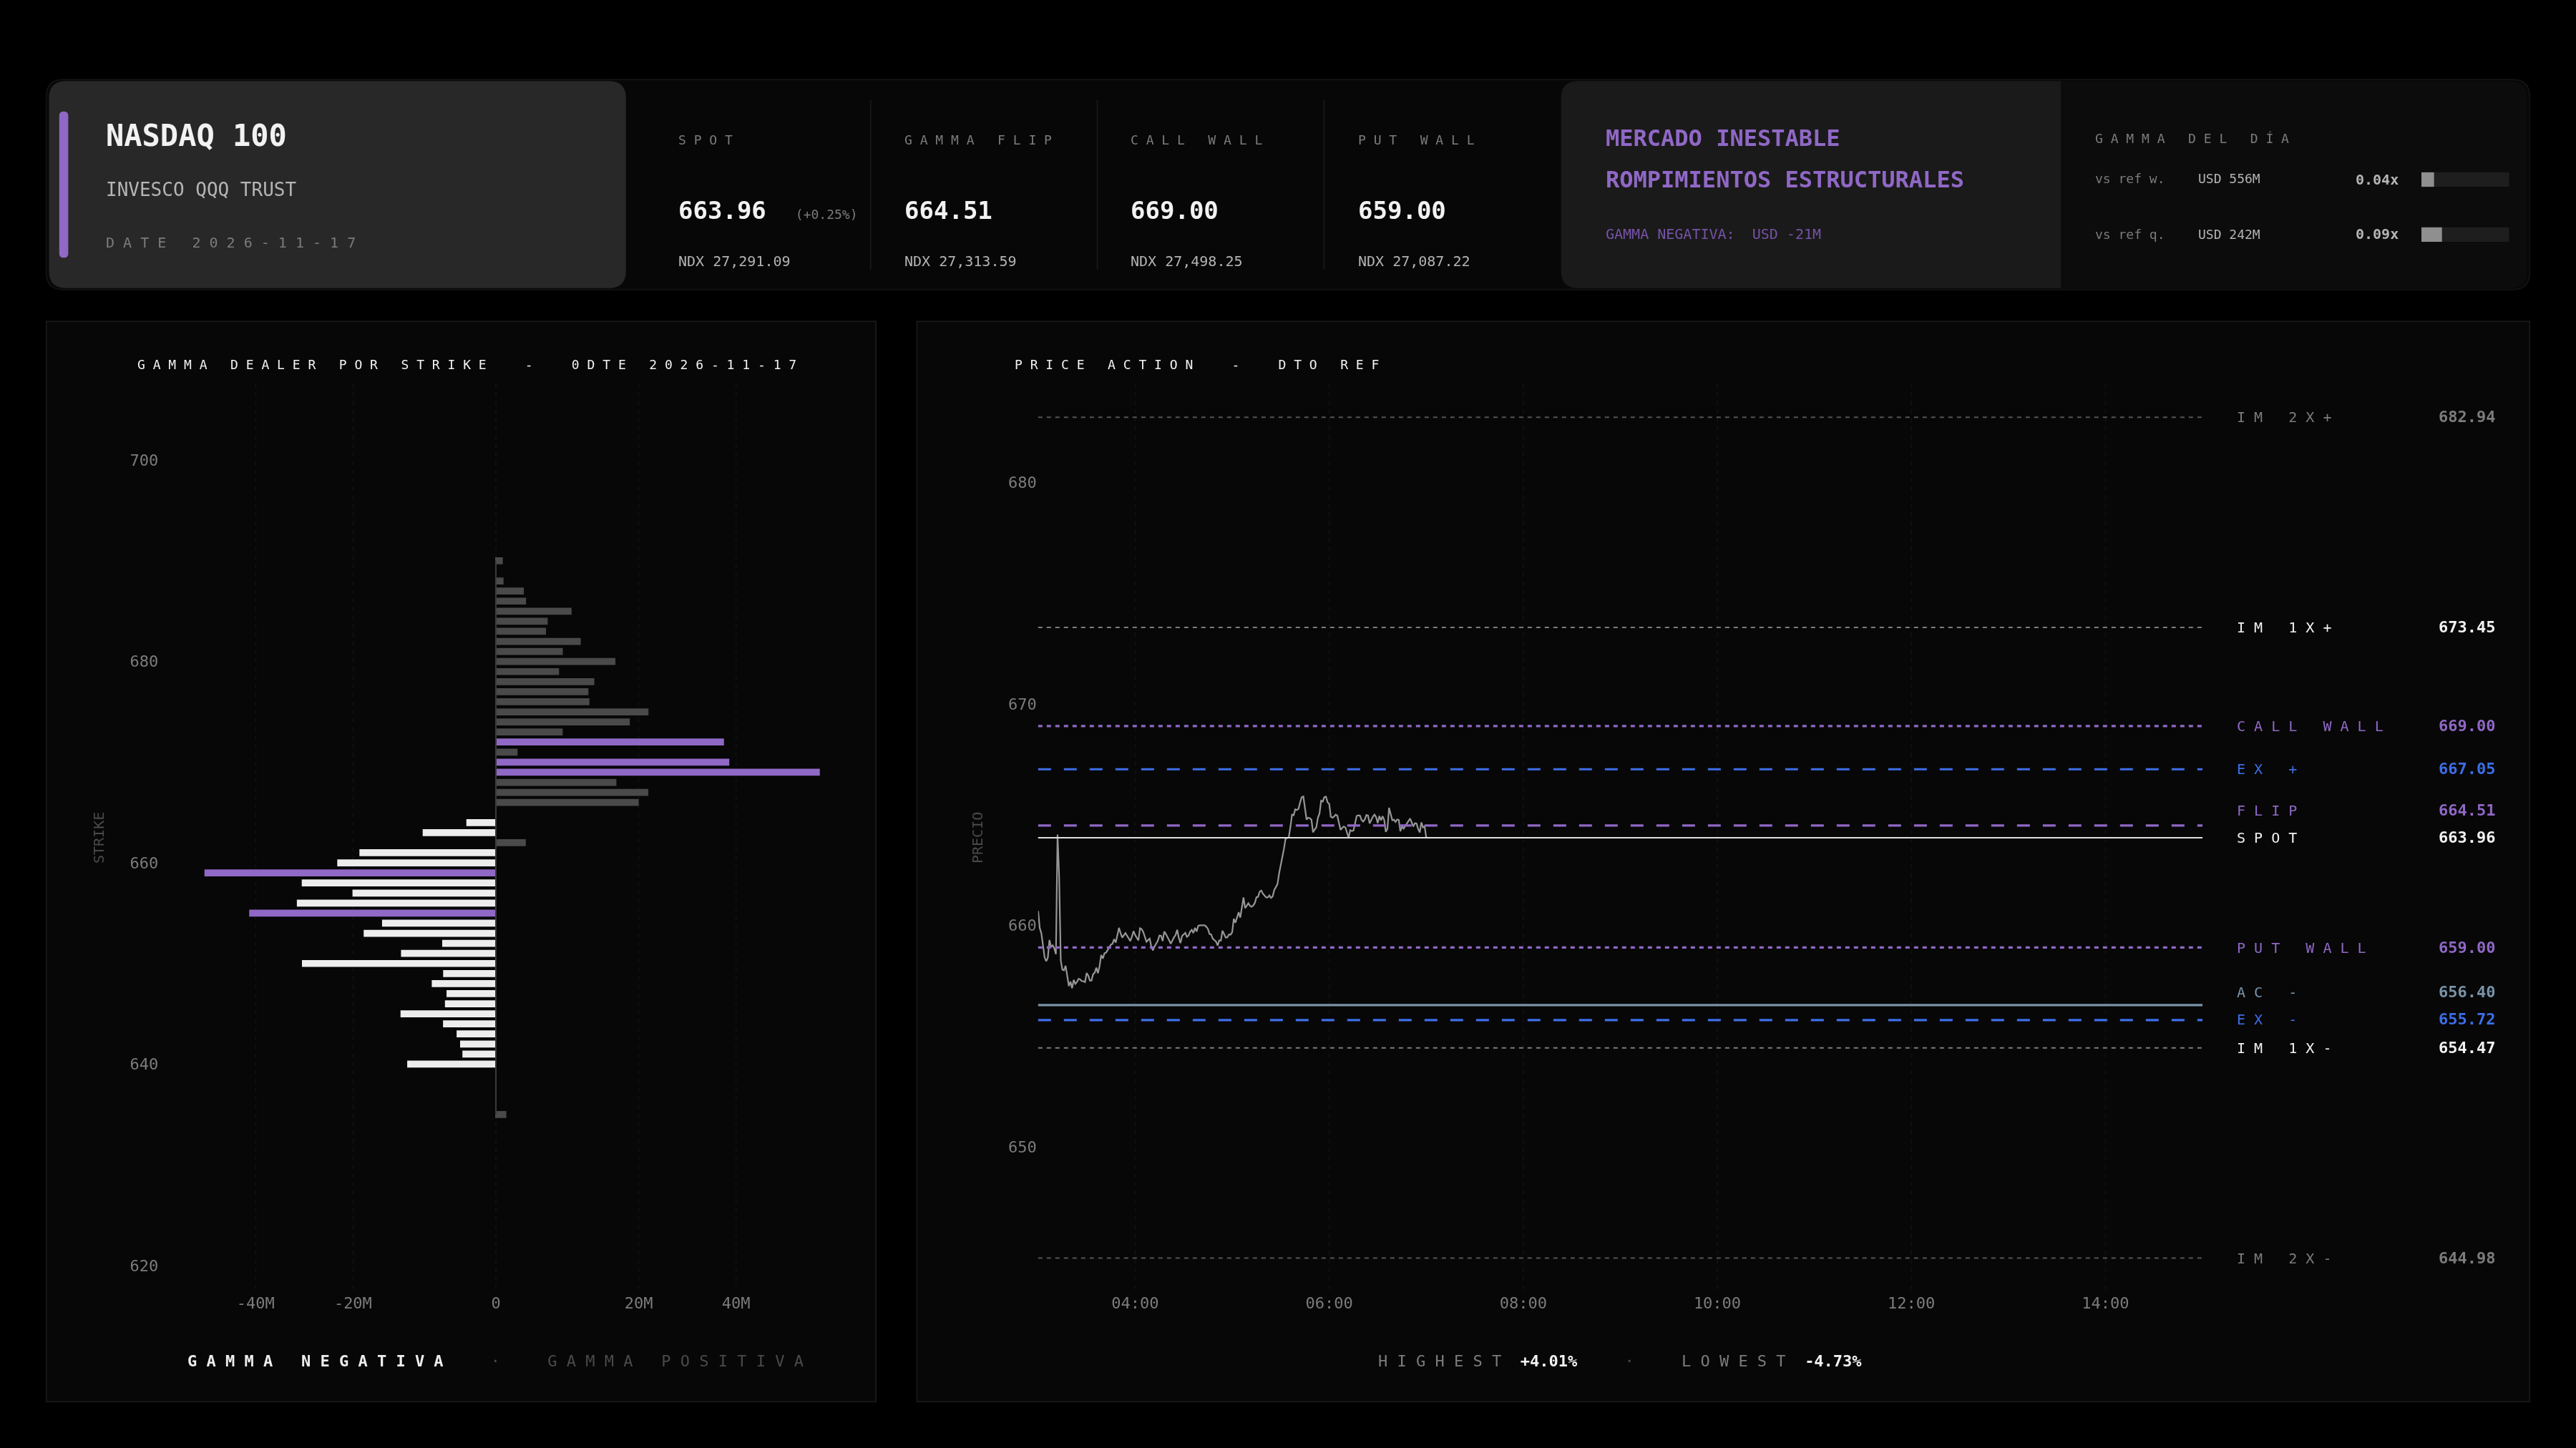 NASDAQ 100
INVESCO QQQ TRUST
DATE 2026-11-17
SPOT
663.96 (+0.25%)
NDX 27,291.09
GAMMA FLIP
664.51
NDX 27,313.59
CALL WALL
669.00
NDX 27,498.25
PUT WALL
659.00
NDX 27,087.22
MERCADO INESTABLE
ROMPIMIENTOS ESTRUCTURALES
GAMMA NEGATIVA: USD -21M
GAMMA DEL DÍA
vs ref w. USD 556M 0.04x
vs ref q. USD 242M 0.09x
GAMMA DEALER POR STRIKE - 0DTE 2026-11-17
STRIKE
700
680
660
640
620
-40M -20M 0 20M 40M
GAMMA NEGATIVA · GAMMA POSITIVA
PRICE ACTION - DTO REF
PRECIO
680
670
660
650
IM 2X+ 682.94
IM 1X+ 673.45
CALL WALL 669.00
EX + 667.05
FLIP 664.51
SPOT 663.96
PUT WALL 659.00
AC - 656.40
EX - 655.72
IM 1X- 654.47
IM 2X- 644.98
04:00 06:00 08:00 10:00 12:00 14:00
HIGHEST +4.01% · LOWEST -4.73%